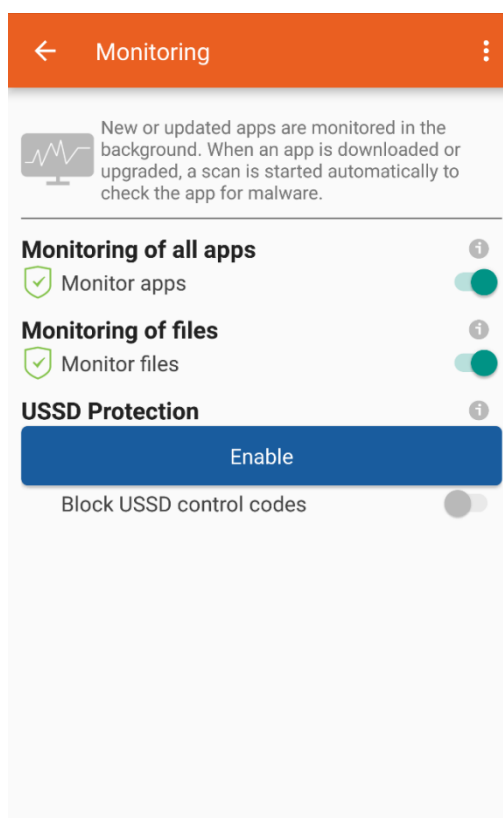 Monitoring
New or updated apps are monitored in the
background. When an app is downloaded or
upgraded, a scan is started automatically to
check the app for malware.
Monitoring of all apps
Monitor apps
Monitoring of files
Monitor files
USSD Protection
Enable
Block USSD control codes